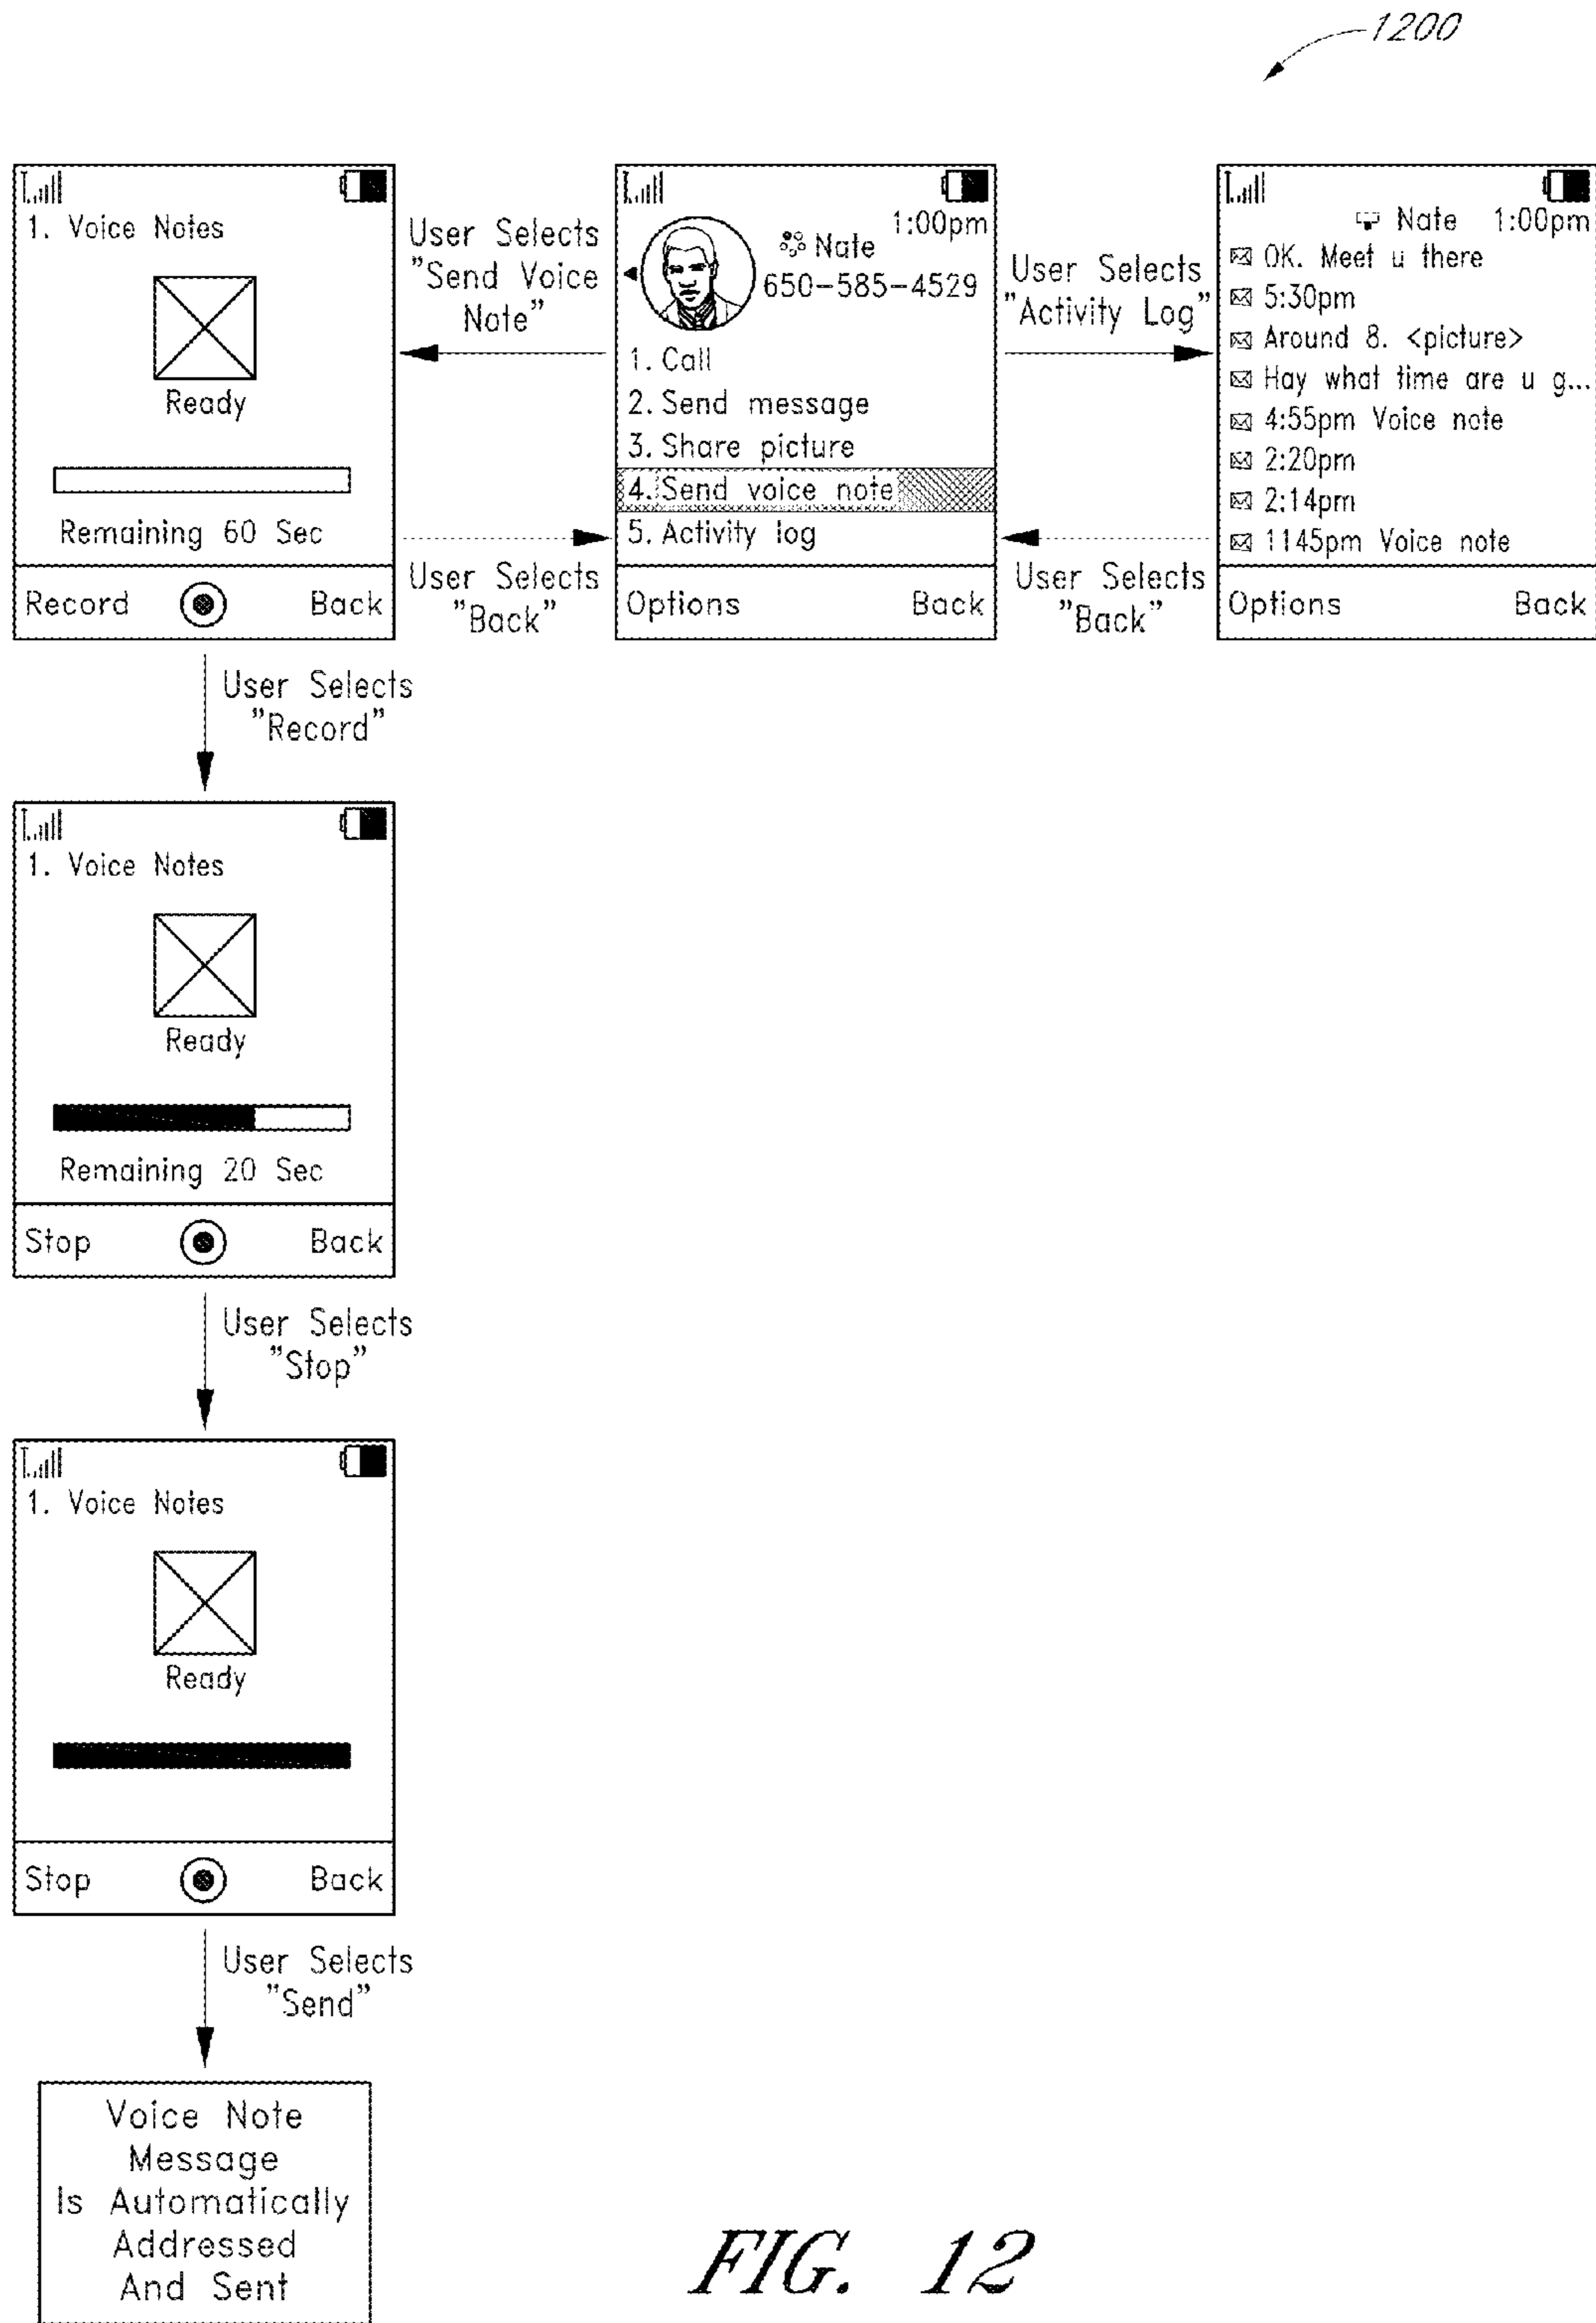 1200
1. Voice Notes
Ready
Remaining 60 Sec
Record Back
User Selects
"Send Voice
Note"
User Selects
"Back"
1:00pm
Nate
650-585-4529
1. Call
2. Send message
3. Share picture
4. Send voice note
5. Activity log
Options Back
User Selects
"Activity Log"
User Selects
"Back"
Nate 1:00pm
OK. Meet u there
5:30pm
Around 8. <picture>
Hay what time are u g...
4:55pm Voice note
2:20pm
2:14pm
1145pm Voice note
Options Back
User Selects
"Record"
1. Voice Notes
Ready
Remaining 20 Sec
Stop Back
User Selects
"Stop"
1. Voice Notes
Ready
Stop Back
User Selects
"Send"
Voice Note
Message
Is Automatically
Addressed
And Sent
FIG. 12